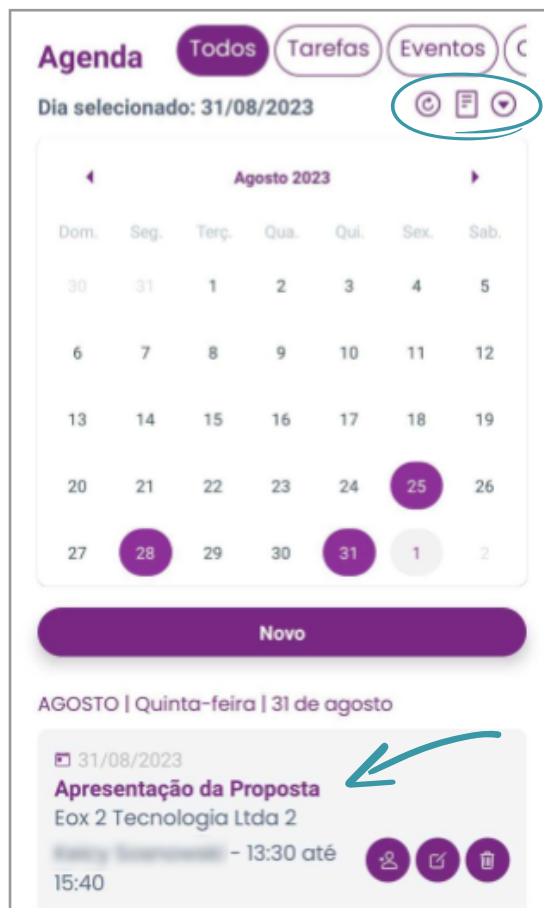 Agenda Todos Tarefas Eventos
Dia selecionado: 31/08/2023
Agosto 2023
Dom. Seg. Terç. Qua. Qui. Sex. Sab.
30 31 1 2 3 4 5
6 7 8 9 10 11 12
13 14 15 16 17 18 19
20 21 22 23 24 25 26
27 28 29 30 31 1 2
Novo
AGOSTO | Quinta-feira | 31 de agosto
31/08/2023
Apresentação da Proposta
Eox 2 Tecnologia Ltda 2
- 13:30 até
15:40